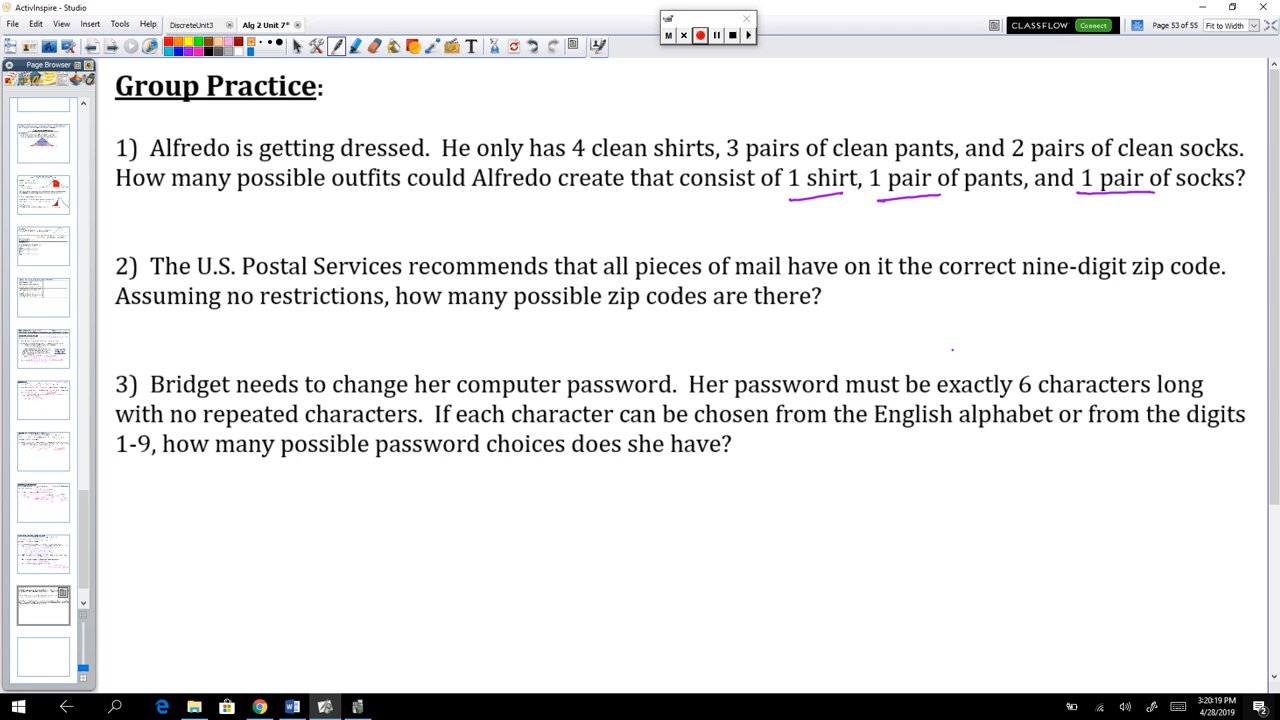 ActivInspire - Studio
File Edit View Insert Tools Help
DiscreteUnit3 Alg 2 Unit 7*
CLASSFLOW Connect
Page 53 of 55 Fit to Width
Page Browser
Group Practice:
1) Alfredo is getting dressed. He only has 4 clean shirts, 3 pairs of clean pants, and 2 pairs of clean socks.
How many possible outfits could Alfredo create that consist of 1 shirt, 1 pair of pants, and 1 pair of socks?
2) The U.S. Postal Services recommends that all pieces of mail have on it the correct nine-digit zip code.
Assuming no restrictions, how many possible zip codes are there?
3) Bridget needs to change her computer password. Her password must be exactly 6 characters long
with no repeated characters. If each character can be chosen from the English alphabet or from the digits
1-9, how many possible password choices does she have?
3:20:19 PM
4/28/2019